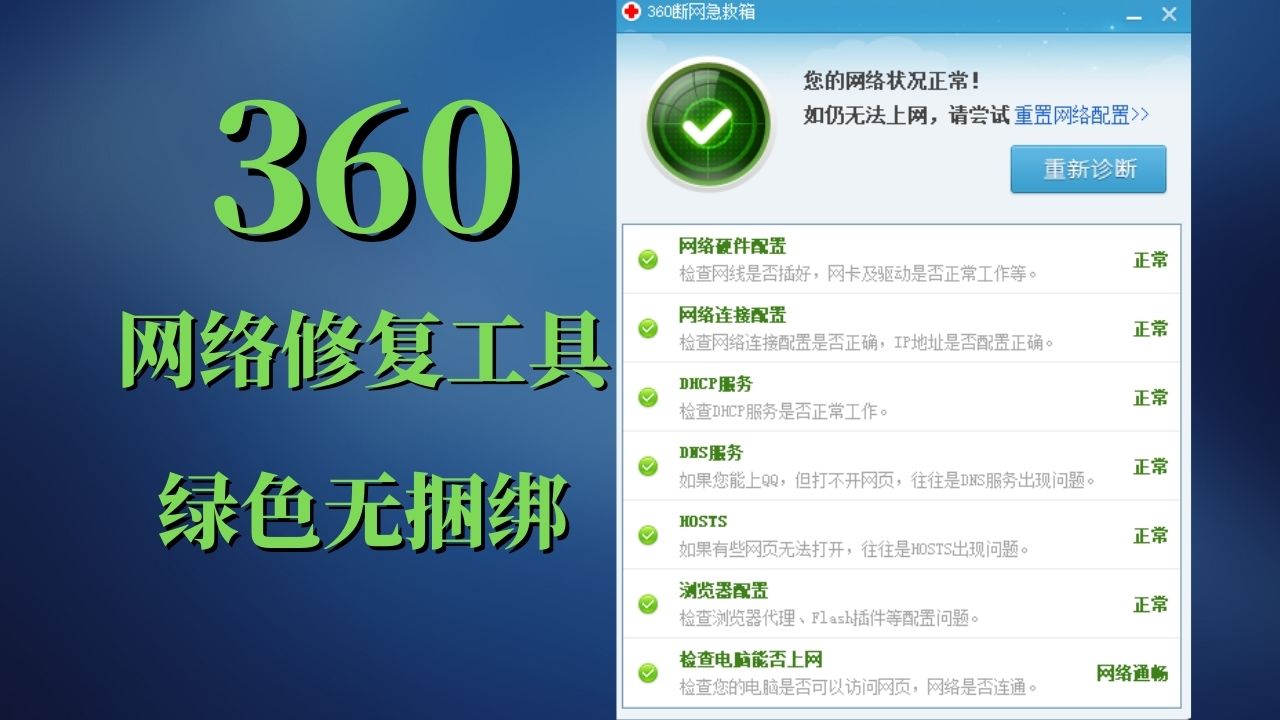 360
网络修复工具
绿色无捆绑
360断网急救箱
您的网络状况正常！
如仍无法上网，请尝试 重置网络配置>>
重新诊断
网络硬件配置
检查网线是否插好，网卡及驱动是否正常工作等。
正常
网络连接配置
检查网络连接配置是否正确，IP地址是否配置正确。
正常
DHCP服务
检查DHCP服务是否正常工作。
正常
DNS服务
如果您能上QQ，但打不开网页，往往是DNS服务出现问题。
正常
HOSTS
如果有些网页无法打开，往往是HOSTS出现问题。
正常
浏览器配置
检查浏览器代理、Flash插件等配置问题。
正常
检查电脑能否上网
检查您的电脑是否可以访问网页，网络是否连通。
网络通畅